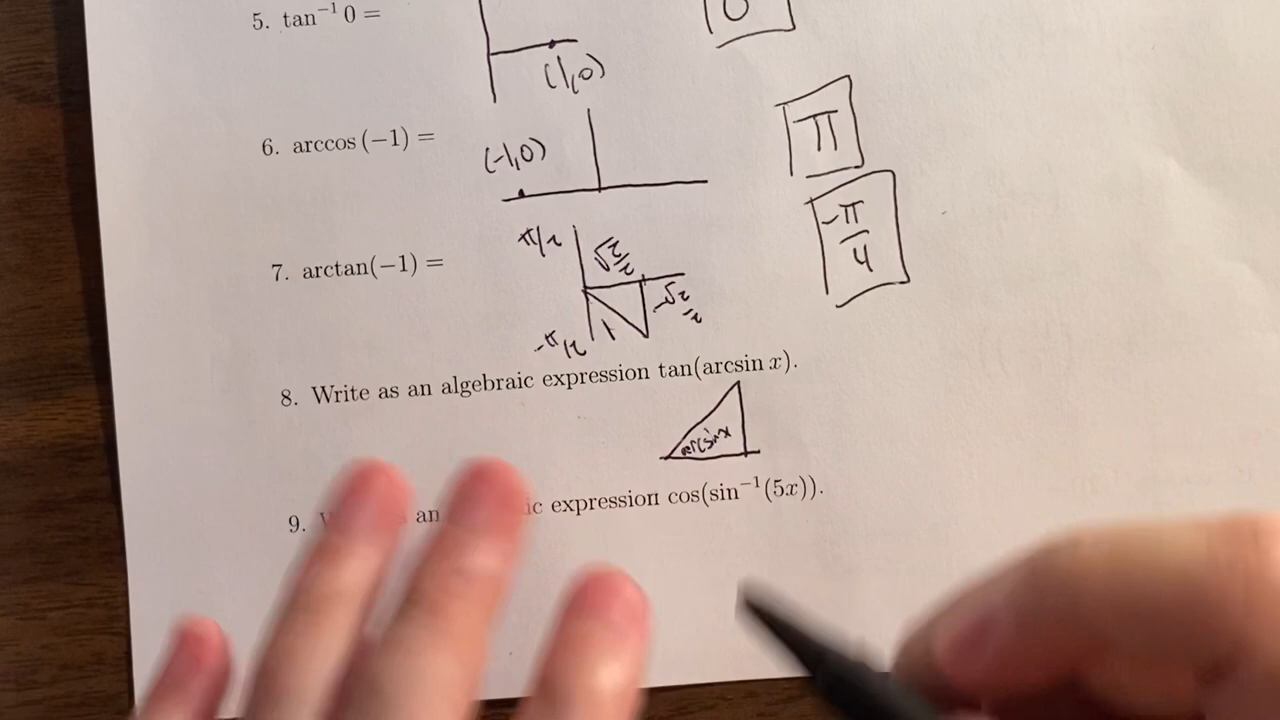 5. tan⁻¹ 0 =
0
(1,0)
6. arccos (−1) =
(-1,0)
π
7. arctan(−1) =
π/2
√2/2
-√2/2
1
-π/2
-π/4
8. Write as an algebraic expression tan(arcsin x).
arcsinx
9. an ic expression cos(sin⁻¹(5x)).